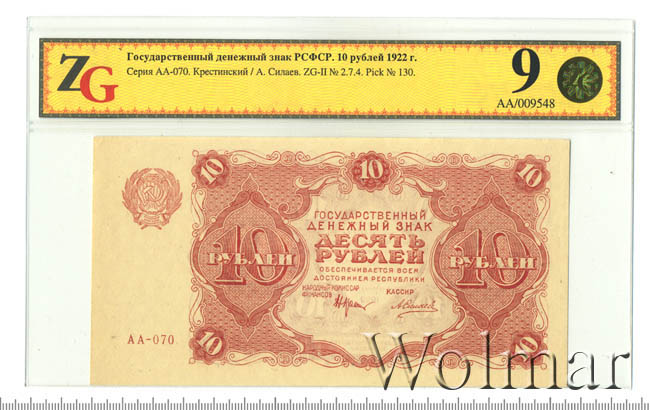 ZG
Государственный денежный знак РСФСР. 10 рублей 1922 г.
Серия АА-070. Крестинский / А. Силаев. ZG-II № 2.7.4. Pick № 130.
9
АА/009548
10
10
10
ГОСУДАРСТВЕННЫЙ
ДЕНЕЖНЫЙ ЗНАК
ДЕСЯТЬ
РУБЛЕЙ
ОБЕСПЕЧИВАЕТСЯ ВСЕМ
ДОСТОЯНИЕМ РЕСПУБЛИКИ.
10
РУБЛЕЙ
10
РУБЛЕЙ
НАРОДНЫЙ КОМИССАР
ФИНАНСОВ
КАССИР
АА-070
10
10
Wolmar